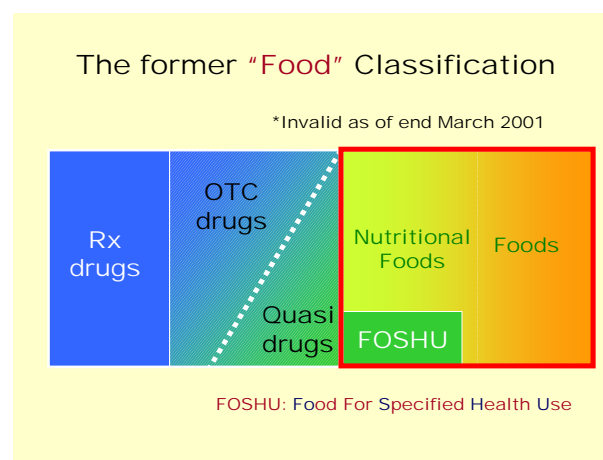 The former “Food” Classification
*Invalid as of end March 2001
Rx
drugs
OTC
drugs
Quasi
drugs
Nutritional
Foods
FOSHU
Foods
FOSHU: Food For Specified Health Use